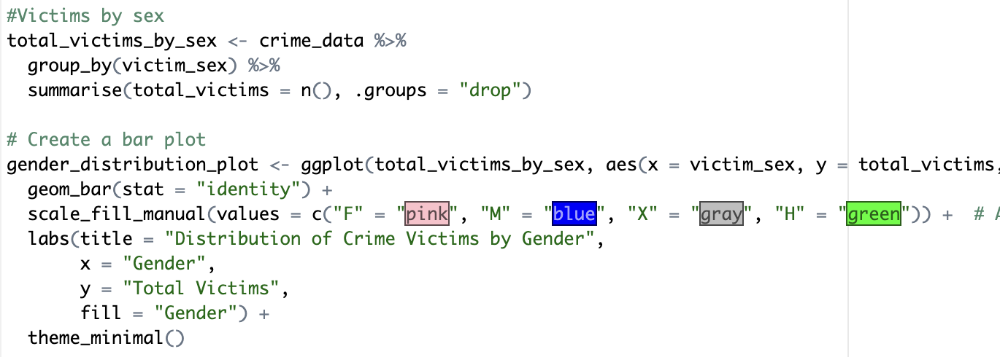 #Victims by sex
total_victims_by_sex <- crime_data %>%
  group_by(victim_sex) %>%
  summarise(total_victims = n(), .groups = "drop")

# Create a bar plot
gender_distribution_plot <- ggplot(total_victims_by_sex, aes(x = victim_sex, y = total_victims,
  geom_bar(stat = "identity") +
  scale_fill_manual(values = c("F" = "pink", "M" = "blue", "X" = "gray", "H" = "green")) +  #
  labs(title = "Distribution of Crime Victims by Gender",
       x = "Gender",
       y = "Total Victims",
       fill = "Gender") +
  theme_minimal()